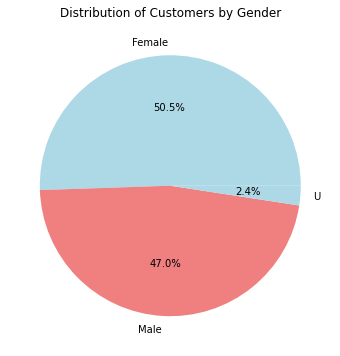 Distribution of Customers by Gender
Female
50.5%
2.4%
U
47.0%
Male